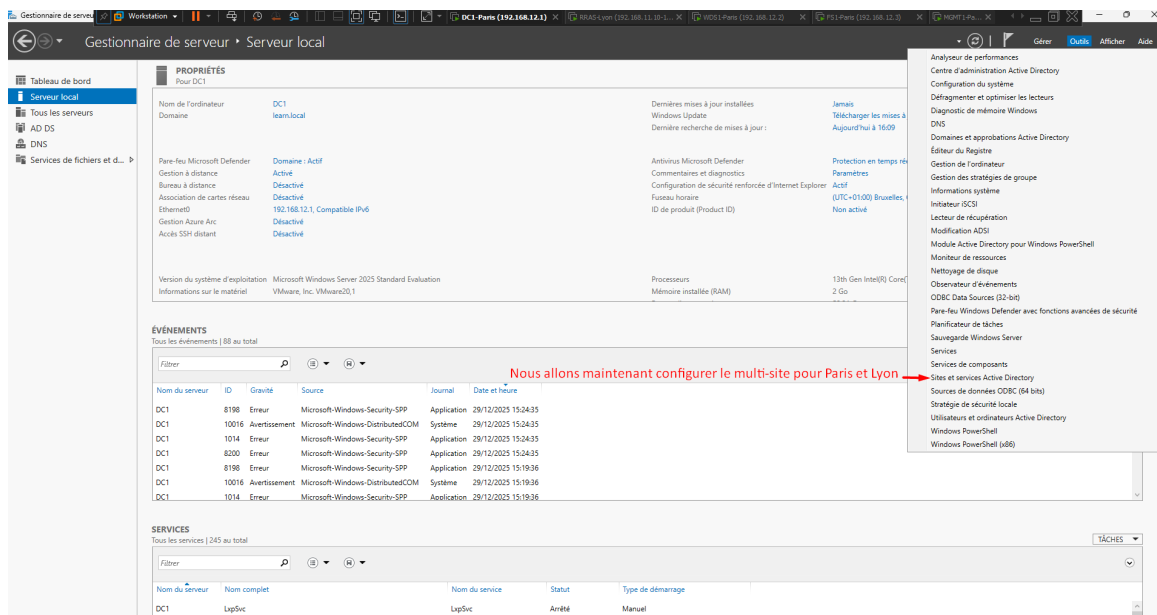 Gestionnaire de serveur
Workstation
DC1-Paris (192.168.12.1)
RRAS-Lyon (192.168.11.10-1...
WDS1-Paris (192.168.12.2)
FS1-Paris (192.168.12.3)
MGMT1-Pa...
Gestionnaire de serveur • Serveur local
Gérer
Outils
Afficher
Aide
Tableau de bord
Serveur local
Tous les serveurs
AD DS
DNS
Services de fichiers et d...
PROPRIÉTÉS
Pour DC1
Nom de l'ordinateur DC1
Domaine learn.local
Dernières mises à jour installées Jamais
Windows Update Télécharger les mises à
Dernière recherche de mises à jour : Aujourd'hui à 16:09
Pare-feu Microsoft Defender Domaine : Actif
Gestion à distance Activé
Bureau à distance Désactivé
Association de cartes réseau Désactivé
Ethernet0 192.168.12.1, Compatible IPv6
Gestion Azure Arc Désactivé
Accès SSH distant Désactivé
Antivirus Microsoft Defender Protection en temps rée
Commentaires et diagnostics Paramètres
Configuration de sécurité renforcée d'Internet Explorer Actif
Fuseau horaire (UTC+01:00) Bruxelles,
ID de produit (Product ID) Non activé
Version du système d'exploitation Microsoft Windows Server 2025 Standard Evaluation
Informations sur le matériel VMware, Inc. VMware20,1
Processeurs 13th Gen Intel(R) Core(
Mémoire installée (RAM) 2 Go
Analyseur de performances
Centre d'administration Active Directory
Configuration du système
Défragmenter et optimiser les lecteurs
Diagnostic de mémoire Windows
DNS
Domaines et approbations Active Directory
Éditeur du Registre
Gestion de l'ordinateur
Gestion des stratégies de groupe
Informations système
Initiateur iSCSI
Lecteur de récupération
Modification ADSI
Module Active Directory pour Windows PowerShell
Moniteur de ressources
Nettoyage de disque
Observateur d'événements
ODBC Data Sources (32-bit)
Pare-feu Windows Defender avec fonctions avancées de sécurité
Planificateur de tâches
Sauvegarde Windows Server
Services
Services de composants
Sites et services Active Directory
Sources de données ODBC (64 bits)
Stratégie de sécurité locale
Utilisateurs et ordinateurs Active Directory
Windows PowerShell
Windows PowerShell (x86)
Nous allons maintenant configurer le multi-site pour Paris et Lyon
ÉVÉNEMENTS
Tous les événements | 88 au total
Filtrer
Nom du serveur ID Gravité Source Journal Date et heure
DC1 8198 Erreur Microsoft-Windows-Security-SPP Application 29/12/2025 15:24:35
DC1 10016 Avertissement Microsoft-Windows-DistributedCOM Système 29/12/2025 15:24:35
DC1 1014 Erreur Microsoft-Windows-Security-SPP Application 29/12/2025 15:24:35
DC1 8200 Erreur Microsoft-Windows-Security-SPP Application 29/12/2025 15:24:35
DC1 8198 Erreur Microsoft-Windows-Security-SPP Application 29/12/2025 15:19:36
DC1 10016 Avertissement Microsoft-Windows-DistributedCOM Système 29/12/2025 15:19:36
DC1 1014 Erreur Microsoft-Windows-Security-SPP Application 29/12/2025 15:19:36
SERVICES
Tous les services | 245 au total
TÂCHES
Filtrer
Nom du serveur Nom complet Nom du service Statut Type de démarrage
DC1 LxpSvc LxpSvc Arrêté Manuel